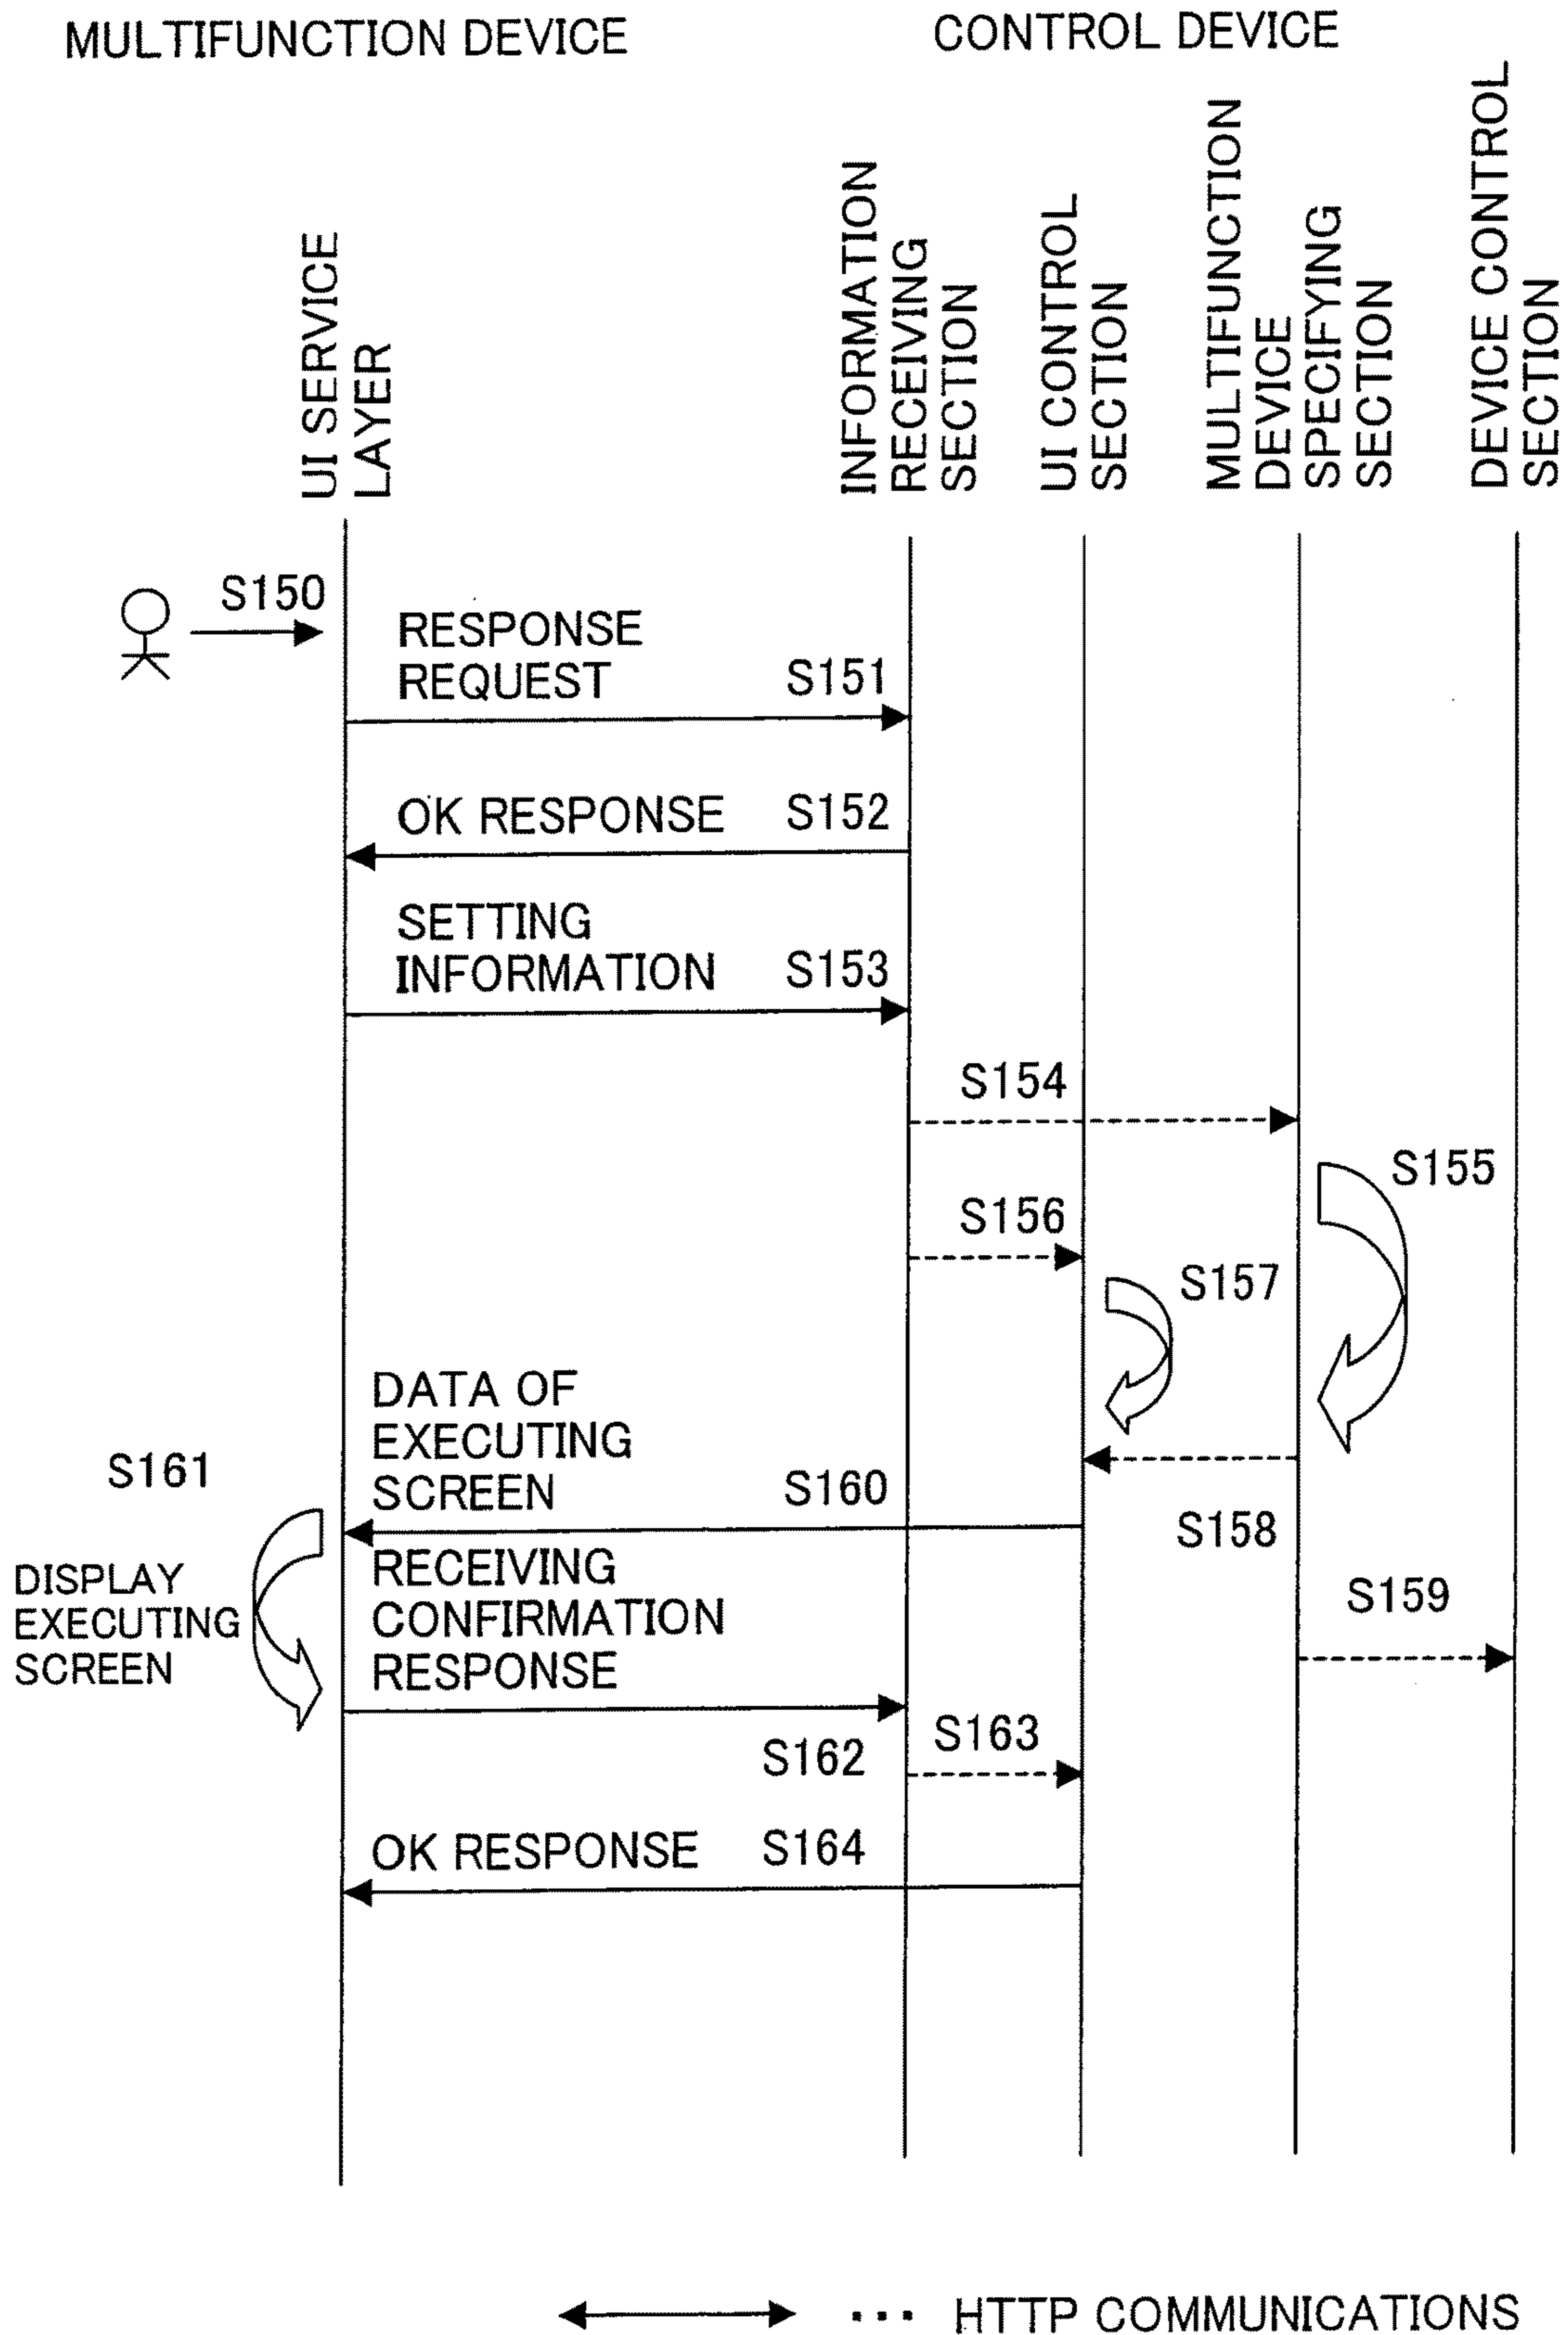 MULTIFUNCTION DEVICE
CONTROL DEVICE
UI SERVICE
LAYER
INFORMATION
RECEIVING
SECTION
UI CONTROL
SECTION
MULTIFUNCTION
DEVICE
SPECIFYING
SECTION
DEVICE CONTROL
SECTION
S150
RESPONSE
REQUEST
S151
OK RESPONSE
S152
SETTING
INFORMATION
S153
S154
S155
S156
S157
DATA OF
EXECUTING
SCREEN
S160
S158
S161
DISPLAY
EXECUTING
SCREEN
RECEIVING
CONFIRMATION
RESPONSE
S159
S162
S163
OK RESPONSE
S164
... HTTP COMMUNICATIONS